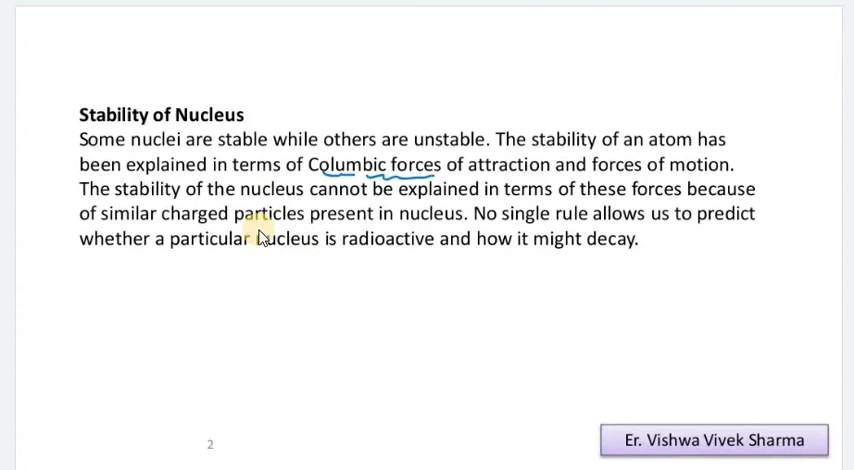 Stability of Nucleus
Some nuclei are stable while others are unstable. The stability of an atom has
been explained in terms of Columbic forces of attraction and forces of motion.
The stability of the nucleus cannot be explained in terms of these forces because
of similar charged particles present in nucleus. No single rule allows us to predict
whether a particular nucleus is radioactive and how it might decay.
2
Er. Vishwa Vivek Sharma